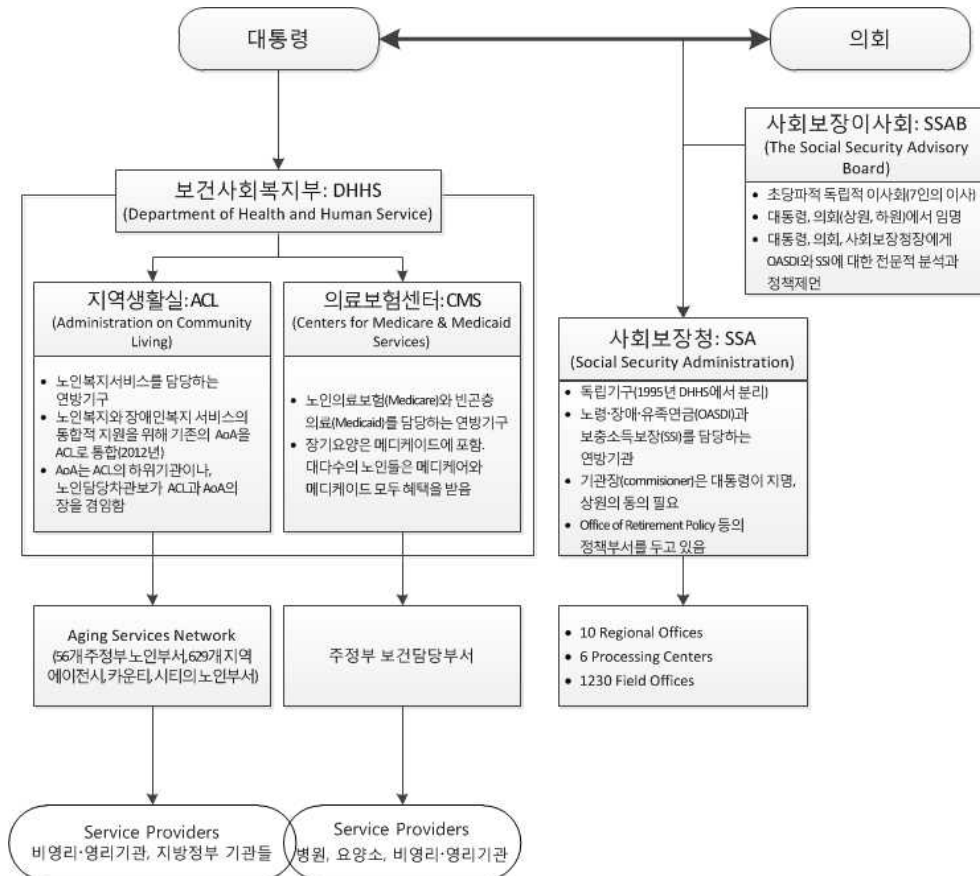 대통령
의회
사회보장이사회: SSAB
(The Social Security Advisory
Board)
• 초당파적 독립적 이사회(7인의 이사)
• 대통령, 의회(상원, 하원)에서 임명
• 대통령, 의회, 사회보장청장에게
OASDI와 SSI에 대한 전문적 분석과
정책제언
보건사회복지부: DHHS
(Department of Health and Human Service)
지역생활실: ACL
(Administration on Community
Living)
• 노인복지서비스를 담당하는
연방기구
• 노인복지와 장애인복지 서비스의
통합적 지원을 위해 기존의 AoA을
ACL로 통합(2012년)
• AoA는 ACL의 하위기관이나,
노인담당차관보가 ACL과 AoA의
장을 겸임함
의료보험센터: CMS
(Centers for Medicare & Medicaid
Services)
• 노인의료보험(Medicare)와 빈곤층
의료(Medicaid)를 담당하는 연방기구
• 장기요양은 메디케이드에 포함.
대다수의 노인들은 메디케어와
메디케이드 모두 혜택을 받음
사회보장청: SSA
(Social Security Administration)
• 독립기구(1995년 DHHS에서 분리)
• 노령·장애·유족연금(OASDI)과
보충소득보장(SSI)를 담당하는
연방기관
• 기관장(commisioner)은 대통령이 지명,
상원의 동의 필요
• Office of Retirement Policy 등의
정책부서를 두고 있음
Aging Services Network
(56개주정부 노인부서, 629개 지역
에이전시, 카운티, 시티의 노인부서)
주정부 보건담당부서
• 10 Regional Offices
• 6 Processing Centers
• 1230 Field Offices
Service Providers
비영리·영리기관, 지방정부 기관들
Service Providers
병원, 요양소, 비영리·영리기관